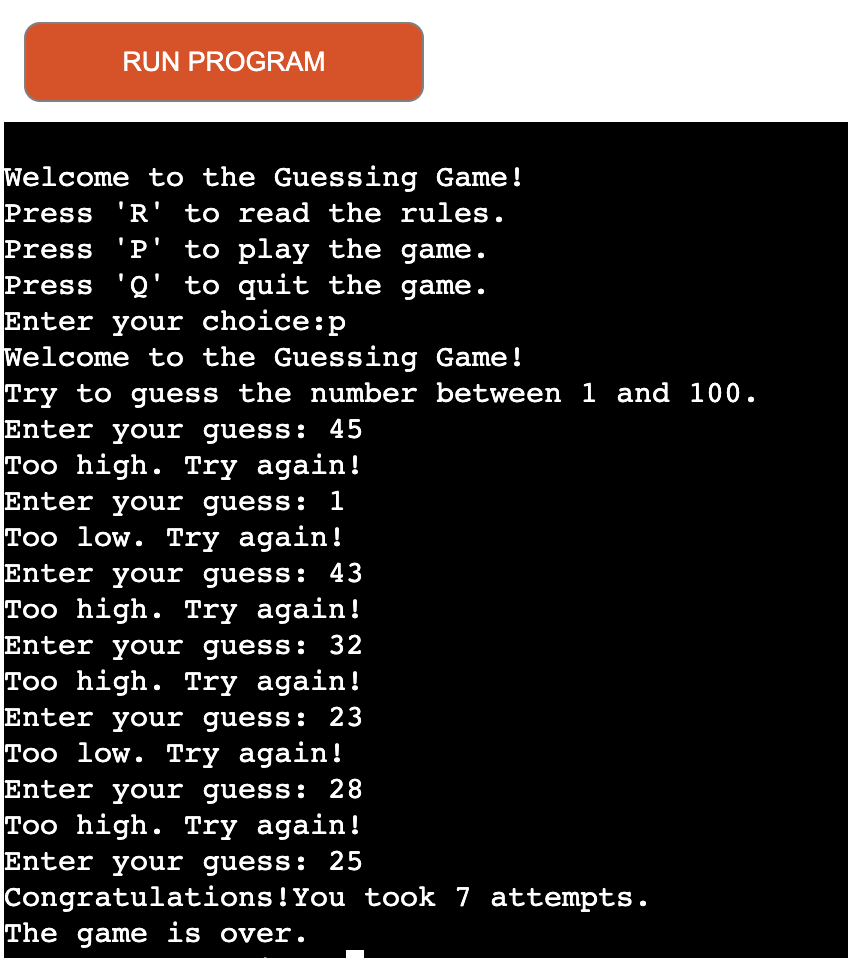 RUN PROGRAM
Welcome to the Guessing Game!
Press 'R' to read the rules.
Press 'P' to play the game.
Press 'Q' to quit the game.
Enter your choice:p
Welcome to the Guessing Game!
Try to guess the number between 1 and 100.
Enter your guess: 45
Too high. Try again!
Enter your guess: 1
Too low. Try again!
Enter your guess: 43
Too high. Try again!
Enter your guess: 32
Too high. Try again!
Enter your guess: 23
Too low. Try again!
Enter your guess: 28
Too high. Try again!
Enter your guess: 25
Congratulations!You took 7 attempts.
The game is over.